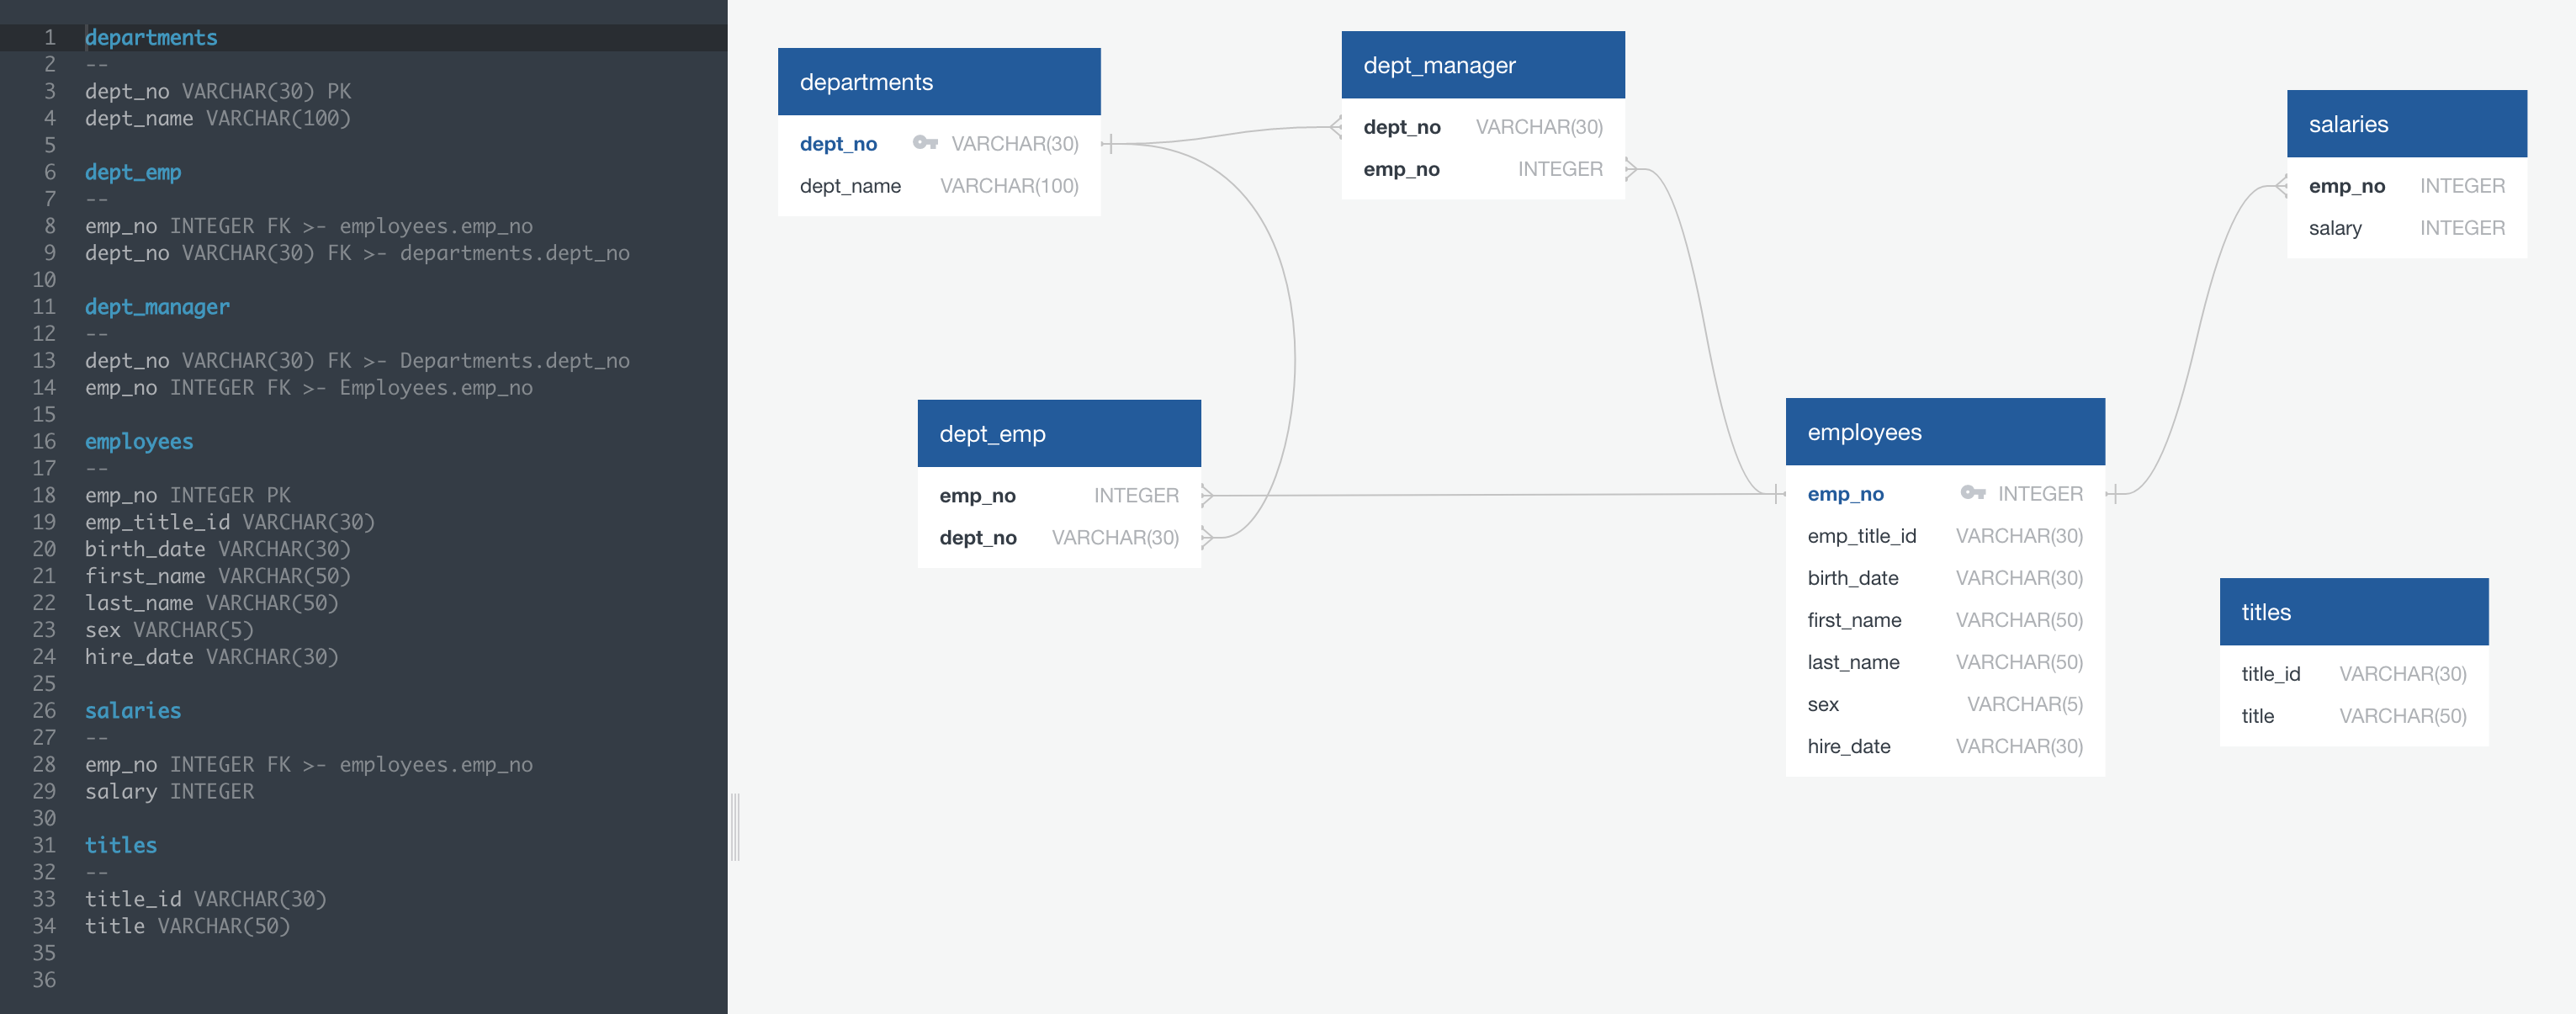 1 departments
2 --
3 dept_no VARCHAR(30) PK
4 dept_name VARCHAR(100)
5
6 dept_emp
7 --
8 emp_no INTEGER FK >- employees.emp_no
9 dept_no VARCHAR(30) FK >- departments.dept_no
10
11 dept_manager
12 --
13 dept_no VARCHAR(30) FK >- Departments.dept_no
14 emp_no INTEGER FK >- Employees.emp_no
15
16 employees
17 --
18 emp_no INTEGER PK
19 emp_title_id VARCHAR(30)
20 birth_date VARCHAR(30)
21 first_name VARCHAR(50)
22 last_name VARCHAR(50)
23 sex VARCHAR(5)
24 hire_date VARCHAR(30)
25
26 salaries
27 --
28 emp_no INTEGER FK >- employees.emp_no
29 salary INTEGER
30
31 titles
32 --
33 title_id VARCHAR(30)
34 title VARCHAR(50)
35
36
departments
dept_no VARCHAR(30)
dept_name VARCHAR(100)
dept_manager
dept_no VARCHAR(30)
emp_no INTEGER
salaries
emp_no INTEGER
salary INTEGER
dept_emp
emp_no INTEGER
dept_no VARCHAR(30)
employees
emp_no INTEGER
emp_title_id VARCHAR(30)
birth_date VARCHAR(30)
first_name VARCHAR(50)
last_name VARCHAR(50)
sex VARCHAR(5)
hire_date VARCHAR(30)
titles
title_id VARCHAR(30)
title VARCHAR(50)